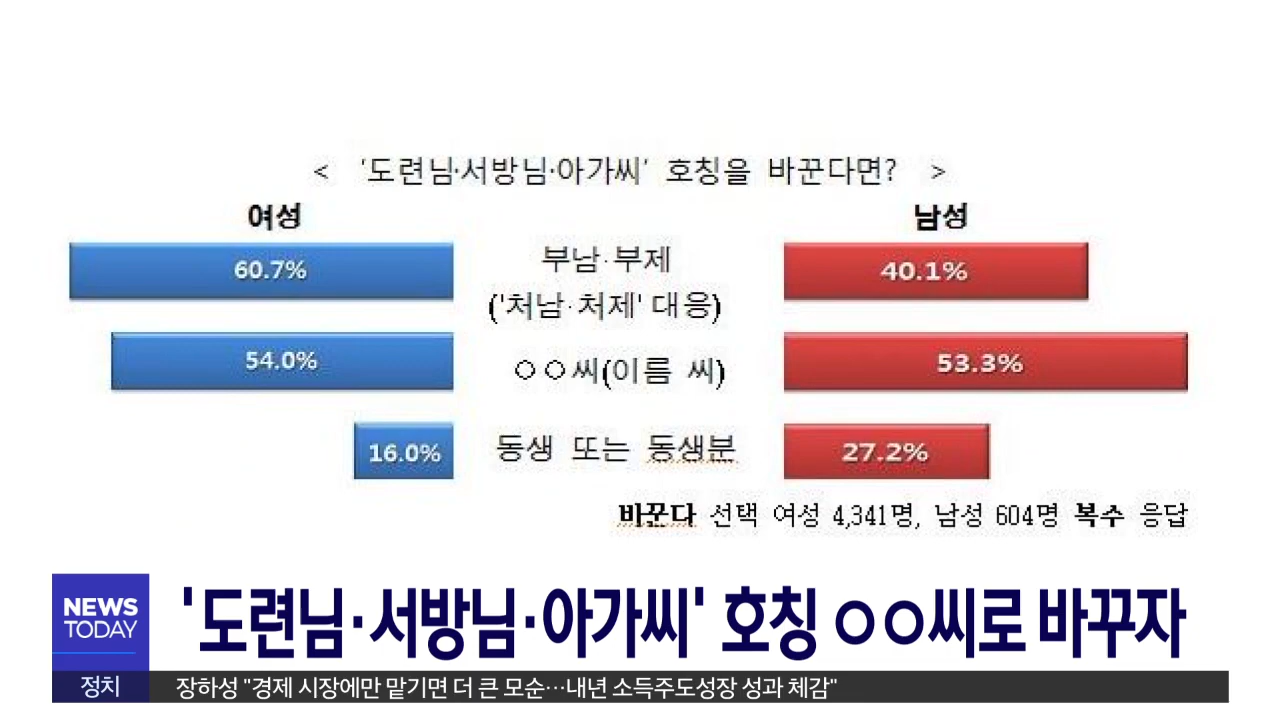 < '도련님·서방님·아가씨' 호칭을 바꾼다면? >
여성
남성
60.7%
부남·부제
('처남·처제' 대응)
40.1%
54.0%
○○씨(이름 씨)
53.3%
16.0%
동생 또는 동생분
27.2%
바꾼다 선택 여성 4,341명, 남성 604명 복수 응답
NEWS
TODAY
'도련님·서방님·아가씨' 호칭 ○○씨로 바꾸자
정치
장하성 "경제 시장에만 맡기면 더 큰 모순…내년 소득주도성장 성과 체감"